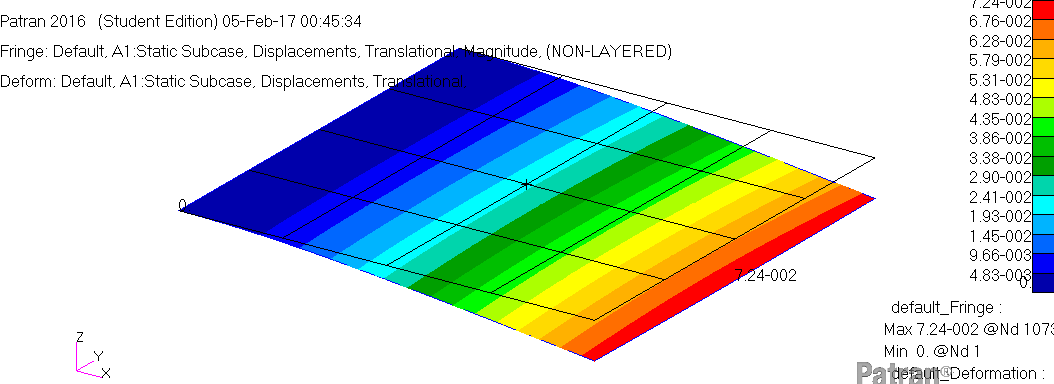 Patran 2016 (Student Edition) 05-Feb-17 00:45:34
Fringe: Default, A1:Static Subcase, Displacements, Translational, Magnitude, (NON-LAYERED)
Deform: Default, A1:Static Subcase, Displacements, Translational
7.24-002
6.76-002
6.28-002
5.79-002
5.31-002
4.83-002
4.35-002
3.86-002
3.38-002
2.90-002
2.41-002
1.93-002
1.45-002
9.66-003
4.83-003
0.
0.
7.24-002
default_Fringe :
Max 7.24-002 @Nd 1073
Min 0. @Nd 1
Patran®
default_Deformation :
Z
Y
X